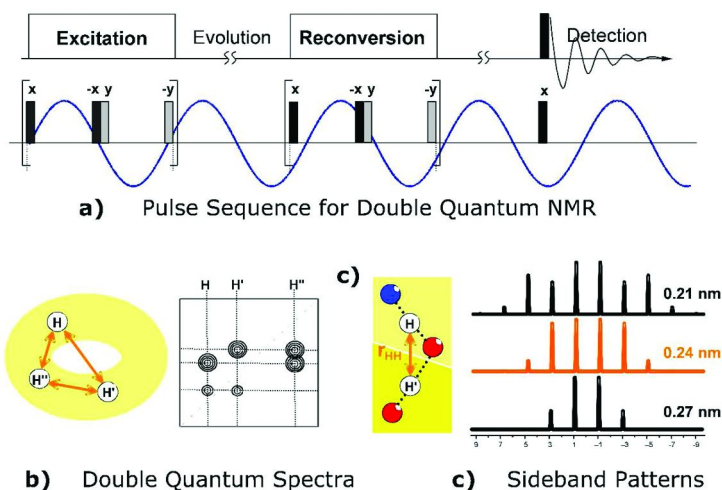 Excitation Evolution Reconversion Detection
x -x y -y x -x y -y x
a) Pulse Sequence for Double Quantum NMR
c)
H H' H"
H
H" H'
H
rHH
H'
0.21 nm
0.24 nm
0.27 nm
9 7 5 3 1 -1 -3 -5 -7 -9
b) Double Quantum Spectra
c) Sideband Patterns